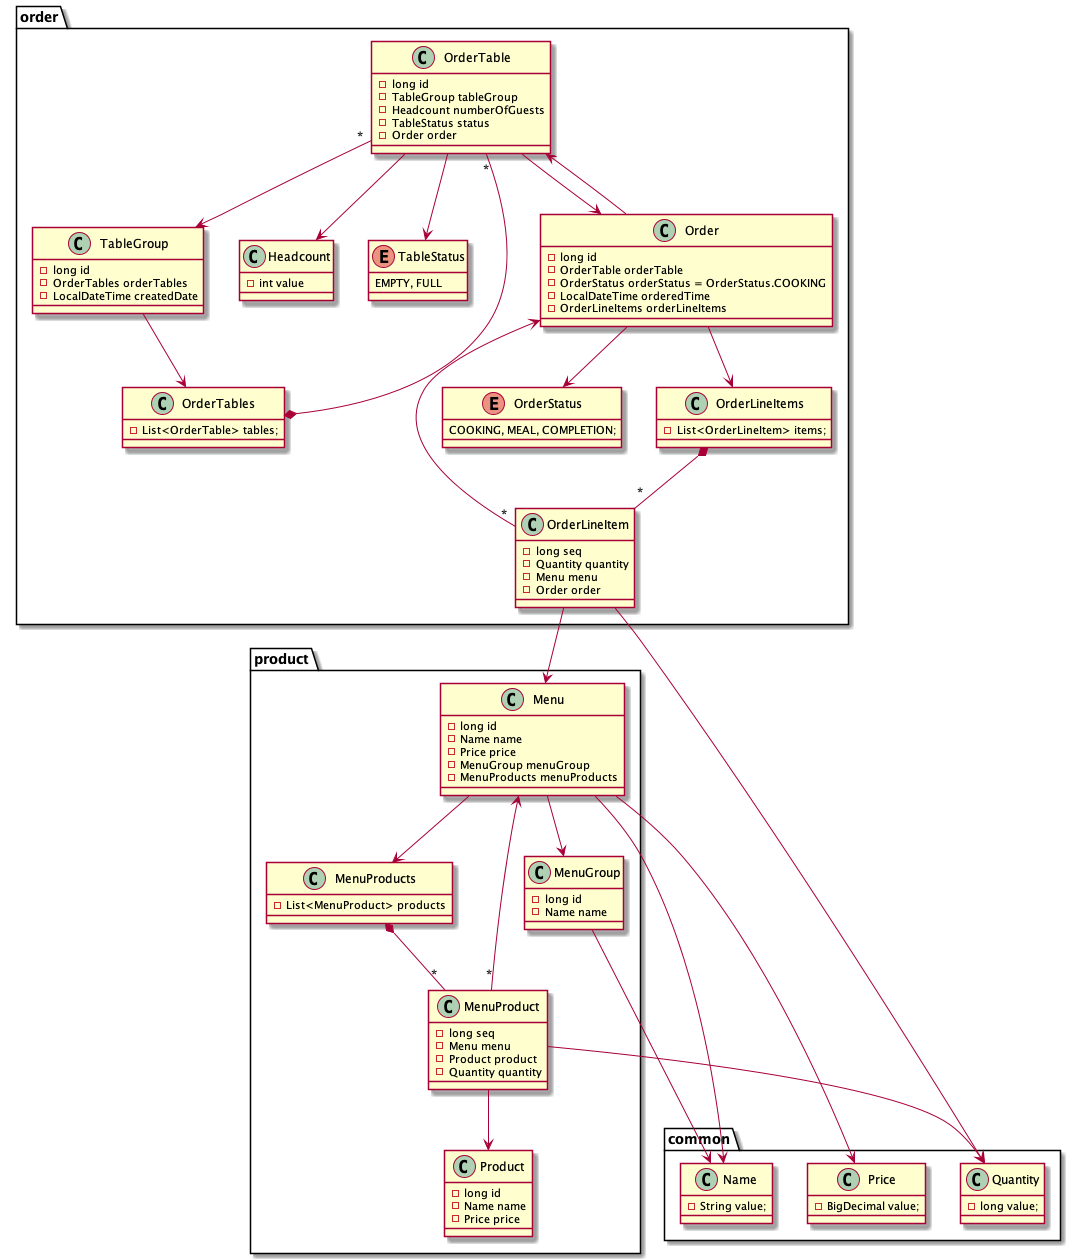 order
C OrderTable
long id
TableGroup tableGroup
Headcount numberOfGuests
TableStatus status
Order order
*
*
C TableGroup
long id
OrderTables orderTables
LocalDateTime createdDate
C Headcount
int value
E TableStatus
EMPTY, FULL
C Order
long id
OrderTable orderTable
OrderStatus orderStatus = OrderStatus.COOKING
LocalDateTime orderedTime
OrderLineItems orderLineItems
C OrderTables
List<OrderTable> tables;
E OrderStatus
COOKING, MEAL, COMPLETION;
C OrderLineItems
List<OrderLineItem> items;
*
*
C OrderLineItem
long seq
Quantity quantity
Menu menu
Order order
product
C Menu
long id
Name name
Price price
MenuGroup menuGroup
MenuProducts menuProducts
C MenuProducts
List<MenuProduct> products
C MenuGroup
long id
Name name
*
*
C MenuProduct
long seq
Menu menu
Product product
Quantity quantity
C Product
long id
Name name
Price price
common
C Name
String value;
C Price
BigDecimal value;
C Quantity
long value;